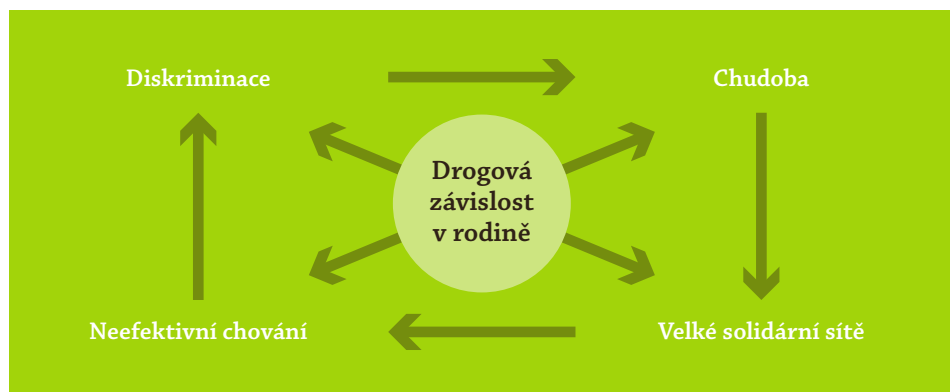 Diskriminace
Chudoba
Drogová
závislost
v rodině
Neefektivní chování
Velké solidární sítě